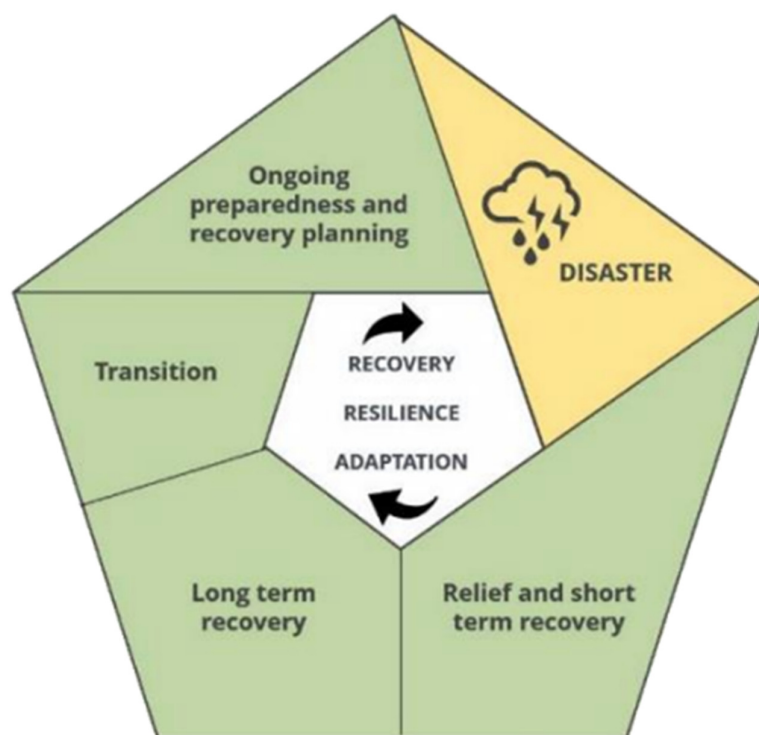 Ongoing
preparedness and
recovery planning
DISASTER
Transition
RECOVERY
RESILIENCE
ADAPTATION
Long term
recovery
Relief and short
term recovery